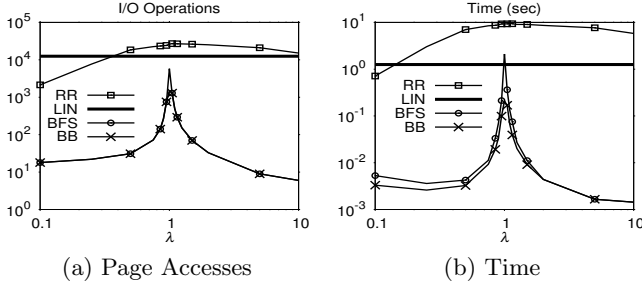 I/O Operations
10^5
10^4
10^3
10^2
10^1
10^0
RR
LIN
BFS
BB
0.1
1
10
λ
(a) Page Accesses
Time (sec)
10^1
10^0
10^-1
10^-2
10^-3
RR
LIN
BFS
BB
0.1
1
10
λ
(b) Time